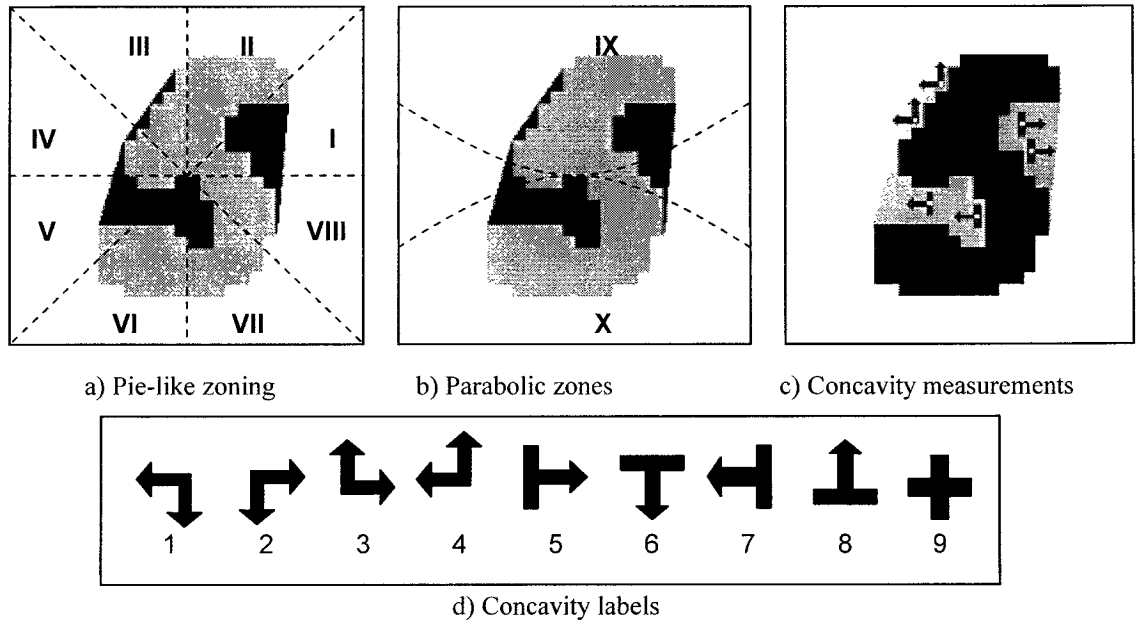 III II IX
IV I
V VIII
VI VII X
a) Pie-like zoning b) Parabolic zones c) Concavity measurements
1 2 3 4 5 6 7 8 9
d) Concavity labels